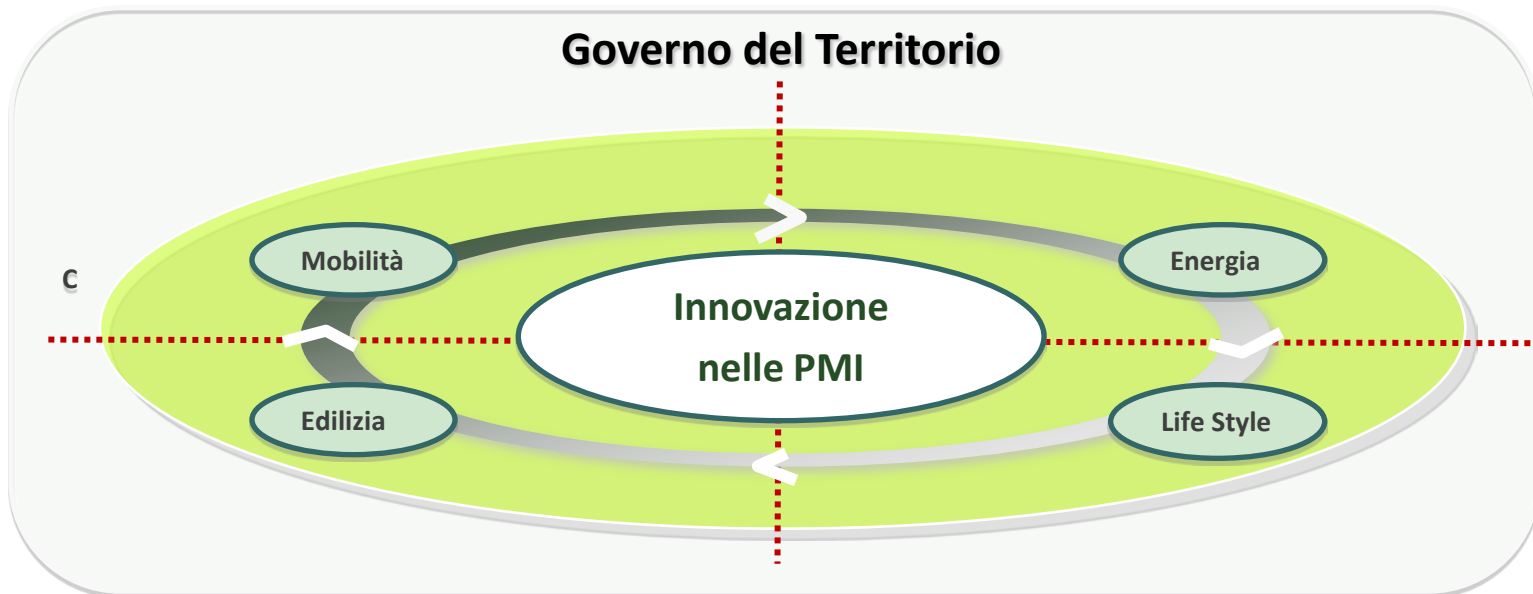 Governo del Territorio
Mobilità
Energia
C
Innovazione
nelle PMI
Edilizia
Life Style